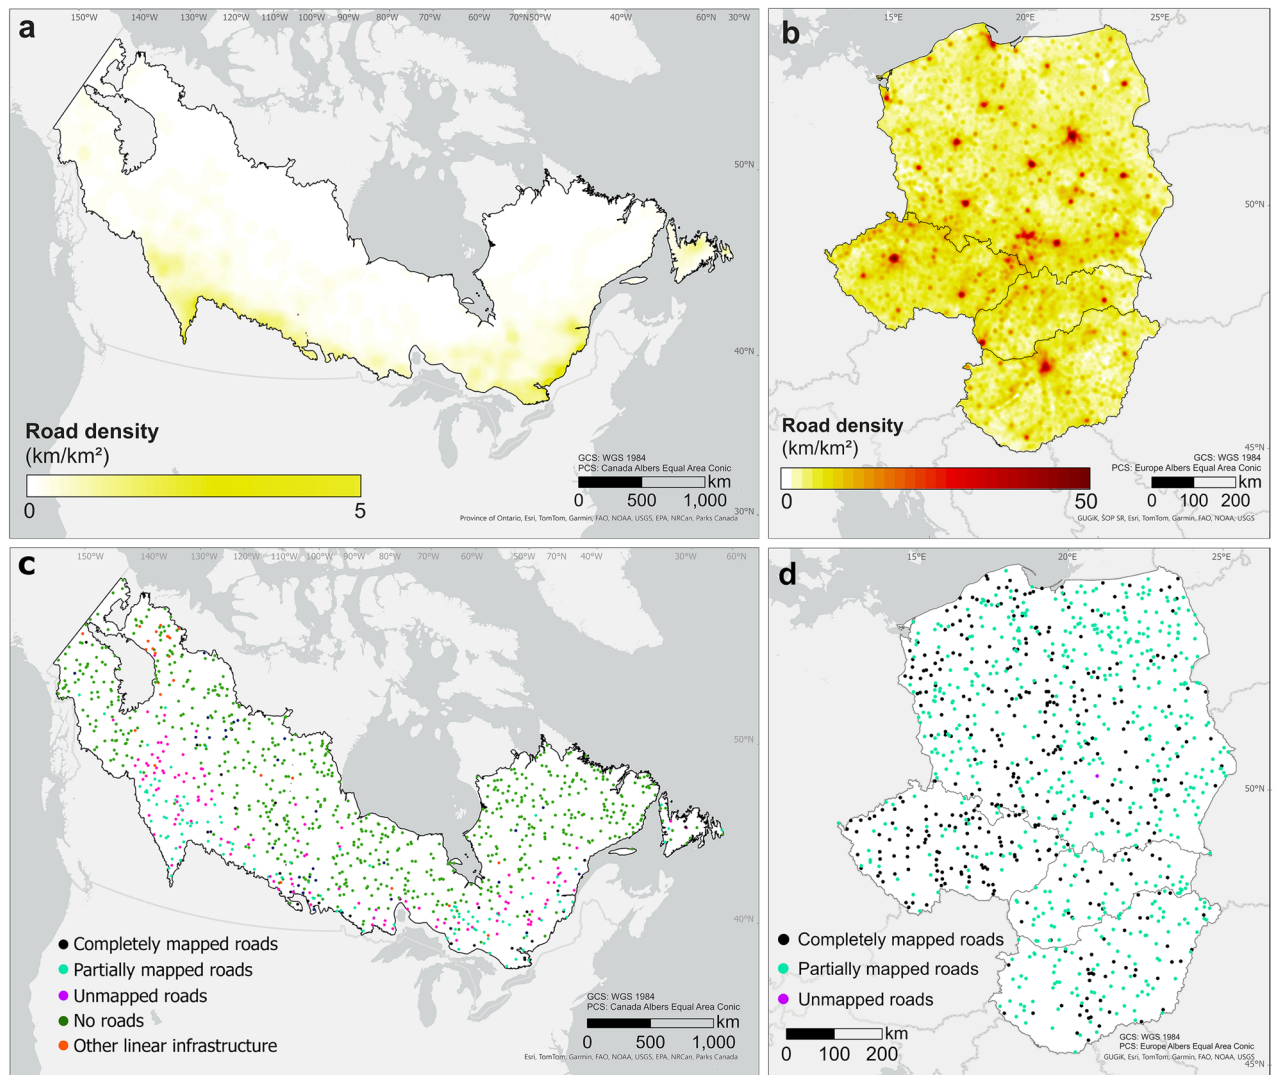 a
150°W 130°W 120°W 110°W 100°W 90°W 80°W 70°W 60°W 70°N50°W 40°W 60°N 30°W
50°N
40°N
30°N
Road density
(km/km²)
0 5
GCS: WGS 1984
PCS: Canada Albers Equal Area Conic
km
0 500 1,000
Province of Ontario, Esri, TomTom, Garmin, FAO, NOAA, USGS, EPA, NRCan, Parks Canada
b
15°E 20°E 25°E
50°N
45°N
Road density
(km/km²)
0 50
GCS: WGS 1984
PCS: Europe Albers Equal Area Conic
km
0 100 200
GUGiK, ŠOP SR, Esri, TomTom, Garmin, FAO, NOAA, USGS
c
150°W 140°W 130°W 120°W 110°W 100°W 90°W 80°W 70°W 60°W 70°N 50°W 40°W 30°W 60°N
50°N
40°N
Completely mapped roads
Partially mapped roads
Unmapped roads
No roads
Other linear infrastructure
GCS: WGS 1984
PCS: Canada Albers Equal Area Conic
km
0 500 1,000
Esri, TomTom, Garmin, FAO, NOAA, USGS, EPA, NRCan, Parks Canada
d
15°E 20°E 25°E
50°N
45°N
Completely mapped roads
Partially mapped roads
Unmapped roads
km
0 100 200
GCS: WGS 1984
PCS: Europe Albers Equal Area Conic
GUGiK, Esri, TomTom, Garmin, FAO, NOAA, USGS